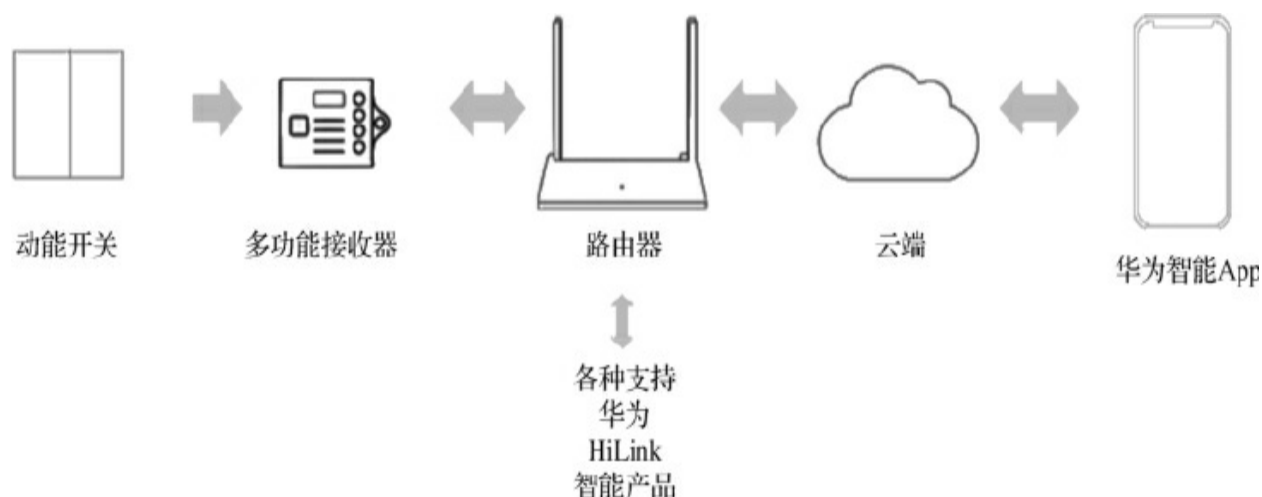 动能开关
多功能接收器
路由器
云端
华为智能App
各种支持
华为
HiLink
智能产品